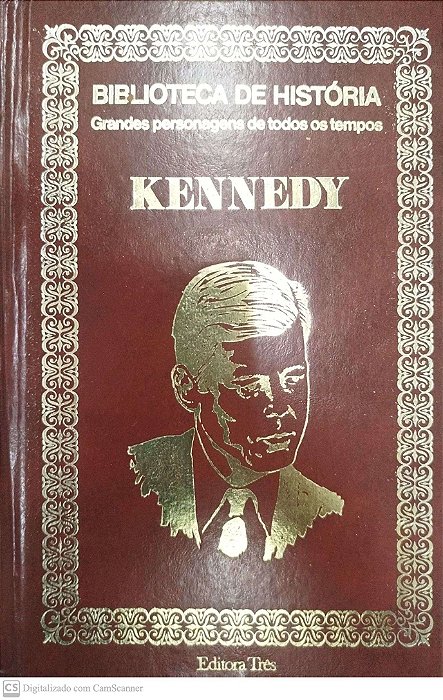 BIBLIOTECA DE HISTÓRIA
Grandes personagens de todos os tempos
KENNEDY
Editora Três
CS Digitalizado com CamScanner